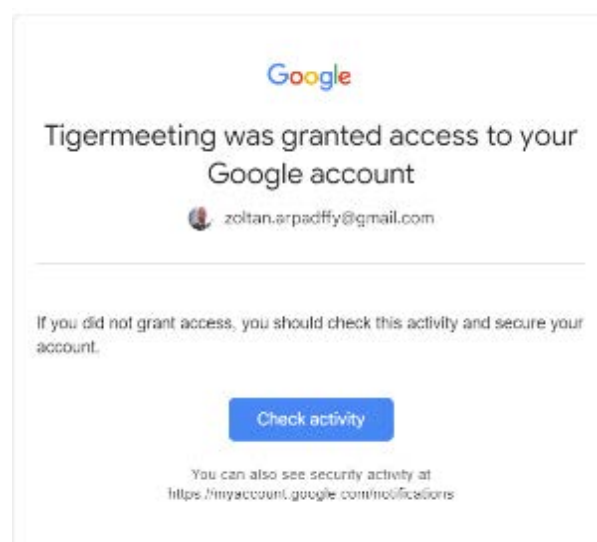 Google
Tigermeeting was granted access to your
Google account
zoltan.arpadffy@gmail.com
If you did not grant access, you should check this activity and secure your
account.
Check activity
You can also see security activity at
https://myaccount.google.com/notifications